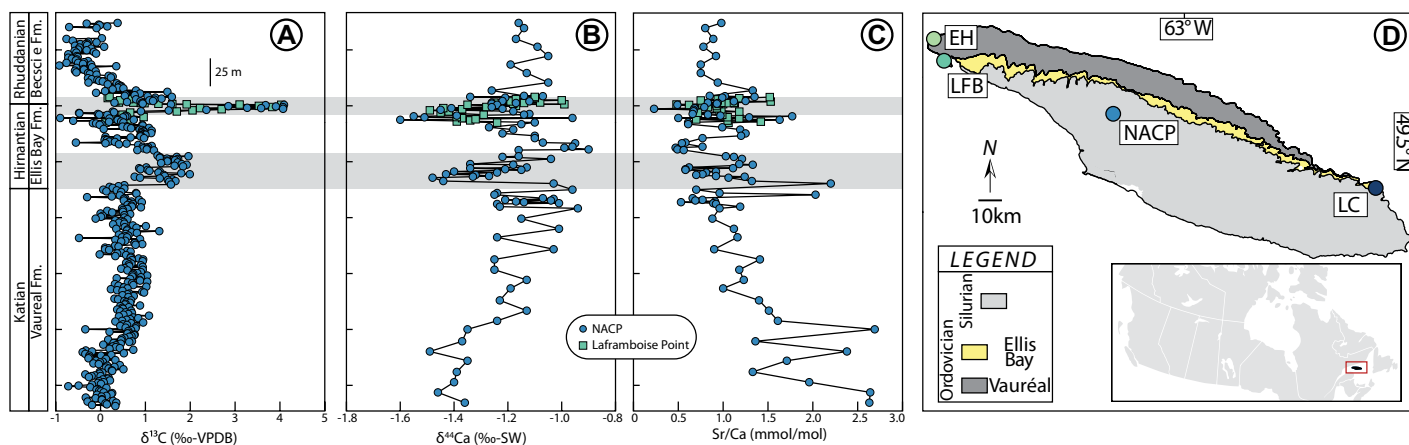 Rhuddanian
Becscie Fm.
Hirnantian
Ellis Bay Fm.
Katian
Vaureal Fm.
A
25 m
-1 0 1 2 3 4 5
δ¹³C (‰-VPDB)
B
NACP
Laframboise Point
-1.8 -1.6 -1.4 -1.2 -1.0 -0.8
δ⁴⁴Ca (‰-SW)
C
0.0 0.5 1.0 1.5 2.0 2.5 3.0
Sr/Ca (mmol/mol)
D
63° W
49.5° N
EH
LFB
NACP
LC
N
10km
LEGEND
Silurian
Ordovician
Ellis
Bay
Vauréal